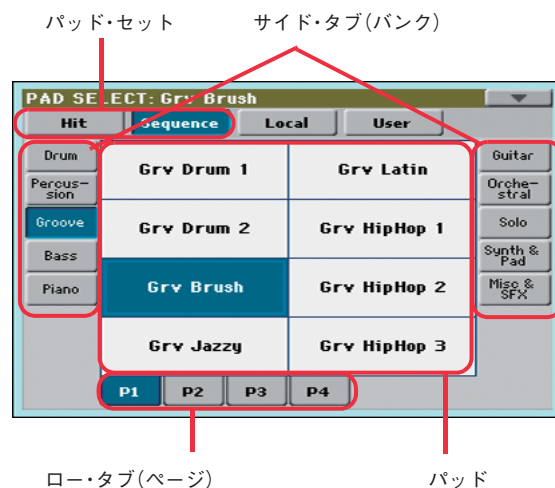 パッド・セット
サイド・タブ(バンク)
PAD SELECT: Grv Brush
Hit
Sequence
Local
User
Drum
Percus-
sion
Groove
Bass
Piano
Grv Drum 1
Grv Latin
Grv Drum 2
Grv HipHop 1
Grv Brush
Grv HipHop 2
Grv Jazzy
Grv HipHop 3
Guitar
Orche-
stral
Solo
Synth &
Pad
Misc &
SFX
P1
P2
P3
P4
ロー・タブ(ページ)
パッド